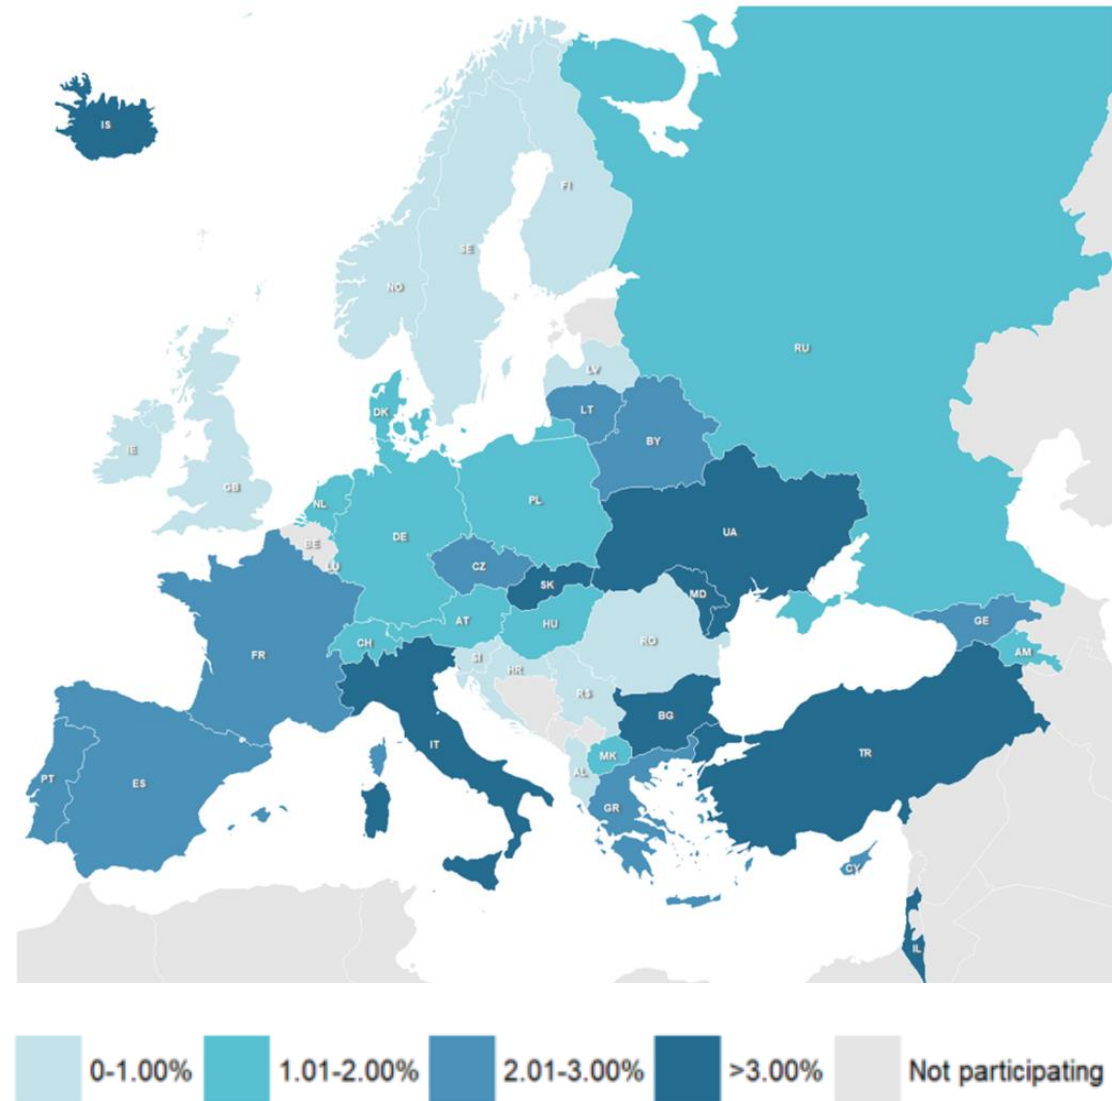 IS
FI
SE
NO
RU
LV
DK
LT
IE
BY
GB
NL
PL
UA
DE
BE
LU
CZ
SK
MD
AT
HU
GE
CH
RO
AM
FR
SI
HR
RS
BG
IT
TR
MK
AL
PT
ES
GR
CY
IL
0-1.00% 1.01-2.00% 2.01-3.00% >3.00% Not participating